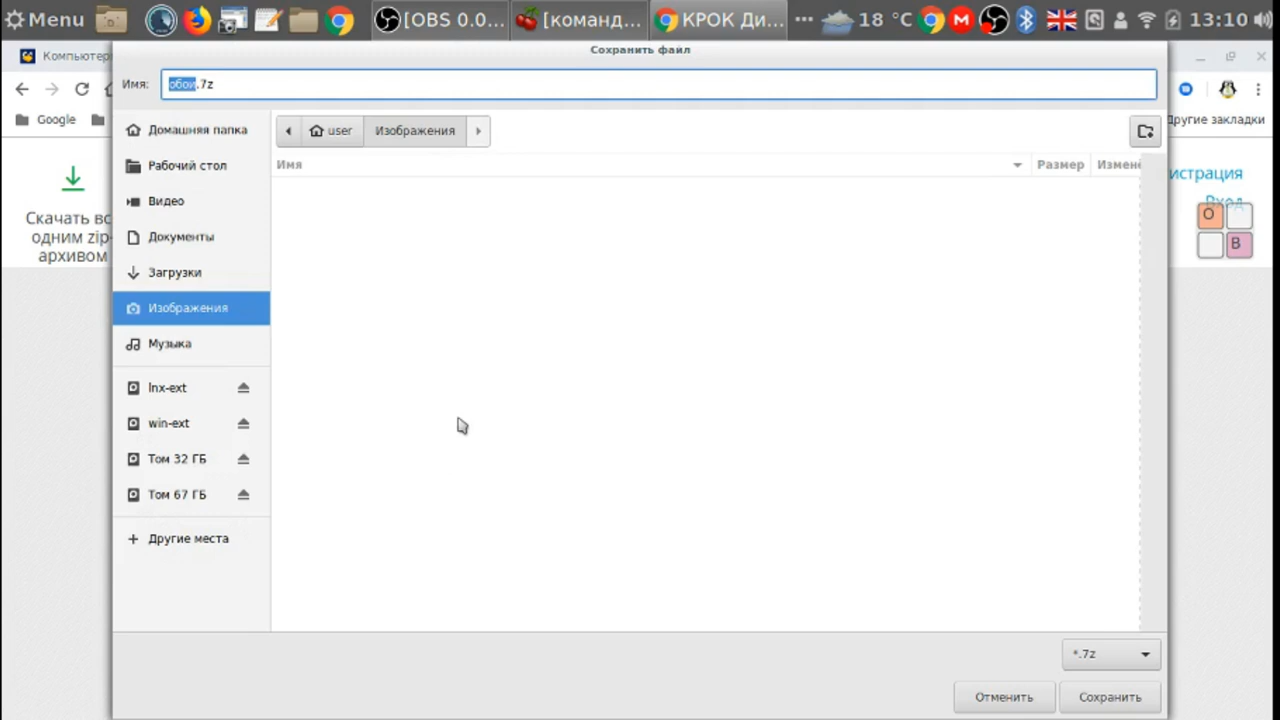 Menu
[OBS 0.0...
[команд...
КРОК Ди...
18 °C
13:10
Сохранить файл
Компьютерн
Имя:
обои.7z
Google
Другие закладки
Домашняя папка
user
Изображения
Рабочий стол
Имя
Размер
Измене
истрация
Видео
Вход
Скачать вс
O
Документы
одним zip-
B
архивом
Загрузки
Изображения
Музыка
lnx-ext
win-ext
Том 32 ГБ
Том 67 ГБ
Другие места
*.7z
Отменить
Сохранить